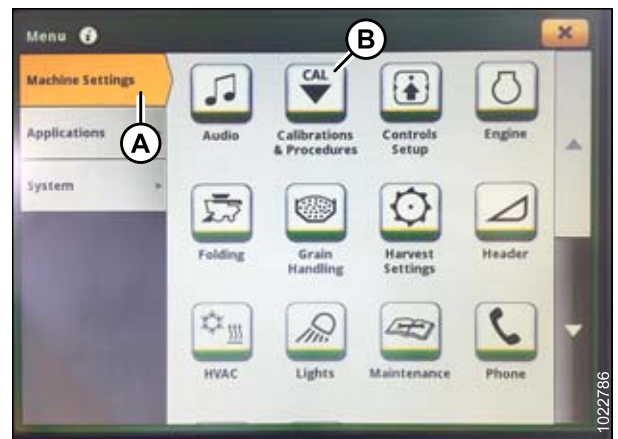 Menu i
B
Machine Settings
A
Applications
System
CAL
Audio
Calibrations
& Procedures
Controls
Setup
Engine
Folding
Grain
Handling
Harvest
Settings
Header
HVAC
Lights
Maintenance
Phone
1022786